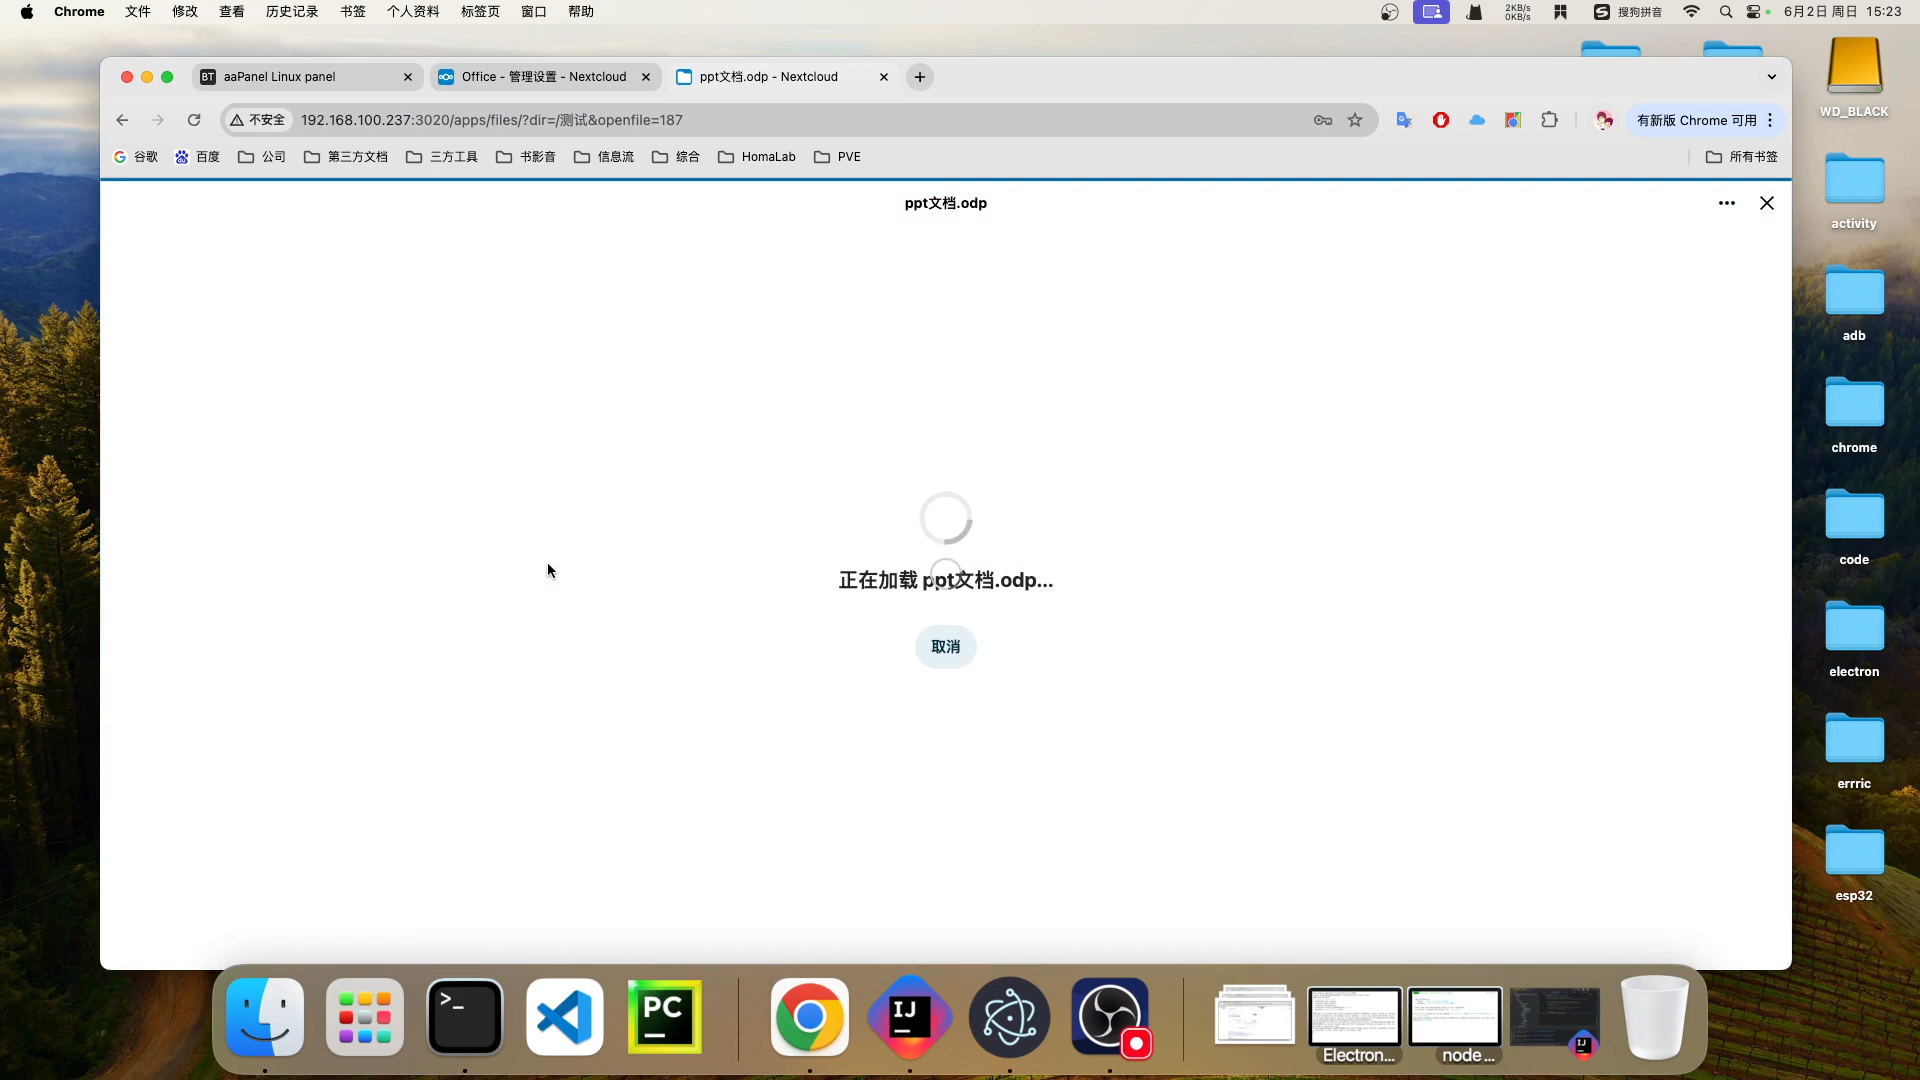 Chrome 文件 修改 查看 历史记录 书签 个人资料 标签页 窗口 帮助 2KB/s 0KB/s 搜狗拼音 6月2日 周日 15:23
aaPanel Linux panel Office - 管理设置 - Nextcloud ppt文档.odp - Nextcloud
不安全 192.168.100.237:3020/apps/files/?dir=/测试&openfile=187 有新版 Chrome 可用
谷歌 百度 公司 第三方文档 三方工具 书影音 信息流 综合 HomaLab PVE 所有书签
ppt文档.odp
正在加载 ppt文档.odp...
取消
WD_BLACK
activity
adb
chrome
code
electron
errric
esp32
BT
PC
IJ
>_
Electron... node ...